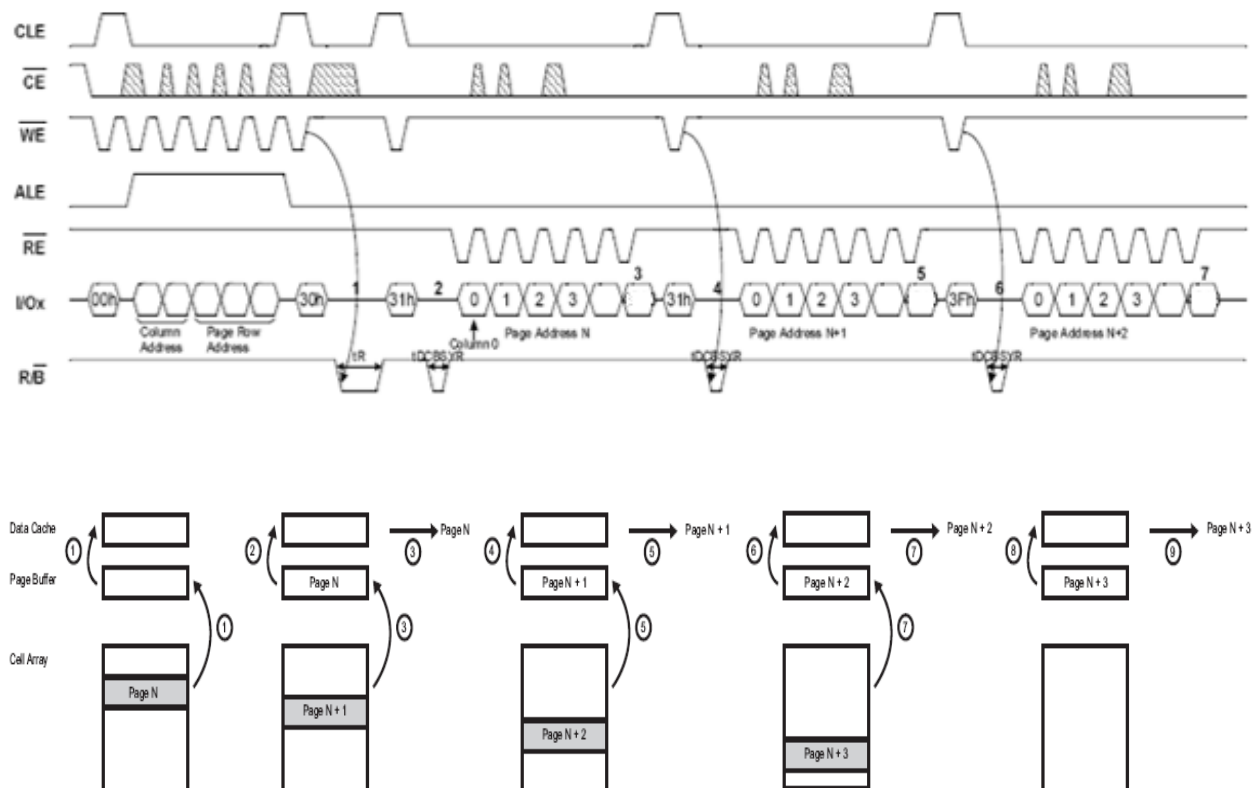 CLE
CE
WE
ALE
RE
I/Ox 00h 30h 1 31h 2 0 1 2 3 3 31h 4 0 1 2 3 5 3Fh 6 0 1 2 3 7
Column Address
Page Row Address
Column 0
Page Address N
Page Address N+1
Page Address N+2
R/B tR tDCBSYR tDCBSYR tDCBSYR
Data Cache 1 2 3 Page N 4 5 Page N + 1 6 7 Page N + 2 8 9 Page N + 3
Page Buffer Page N Page N + 1 Page N + 2 Page N + 3
1 3 5 7
Cell Array
Page N
Page N + 1
Page N + 2
Page N + 3